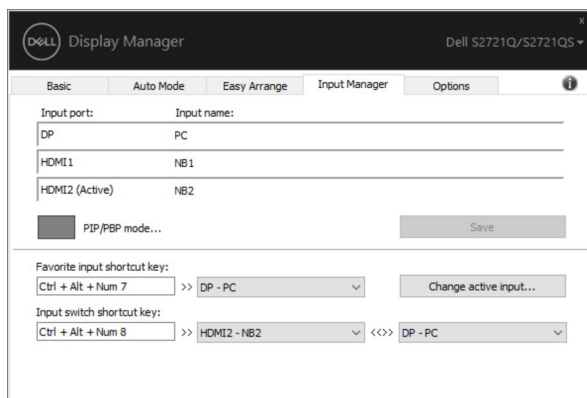 x
DELL Display Manager Dell S2721Q/S2721QS
Basic Auto Mode Easy Arrange Input Manager Options i
Input port: Input name:
DP PC
HDMI1 NB1
HDMI2 (Active) NB2
PIP/PBP mode... Save
Favorite input shortcut key:
Ctrl + Alt + Num 7 >> DP - PC Change active input...
Input switch shortcut key:
Ctrl + Alt + Num 8 >> HDMI2 - NB2 <<>> DP - PC